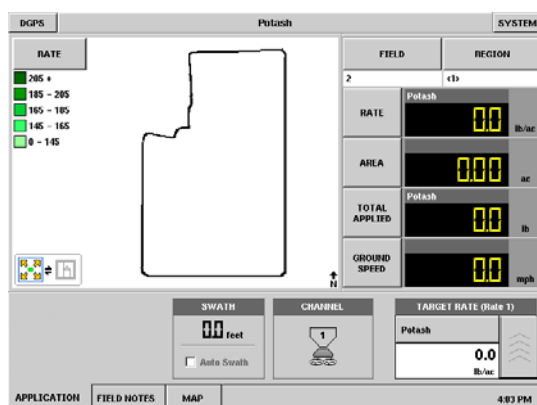 DGPS Potash SYSTEM
RATE
205 +
185 - 205
165 - 185
145 - 165
0 - 145
N
FIELD REGION
2 <1>
RATE Potash 0.0 lb/ac
AREA 0.00 ac
TOTAL APPLIED Potash 0.0 lb
GROUND SPEED 0.0 mph
SWATH
0.0 feet
Auto Swath
CHANNEL
1
TARGET RATE (Rate 1)
Potash
0.0
lb/ac
APPLICATION FIELD NOTES MAP 4:03 PM